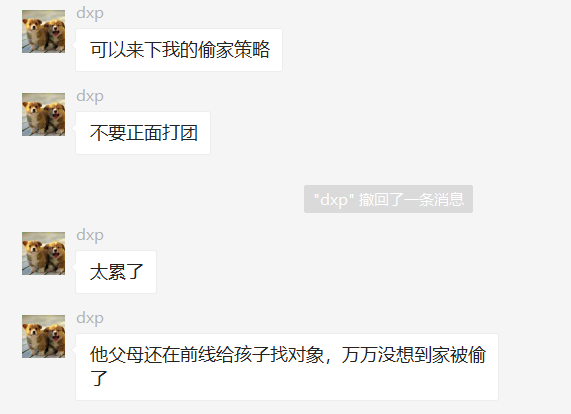 dxp
可以来下我的偷家策略
dxp
不要正面打团
"dxp" 撤回了一条消息
dxp
太累了
dxp
他父母还在前线给孩子找对象，万万没想到家被偷
了